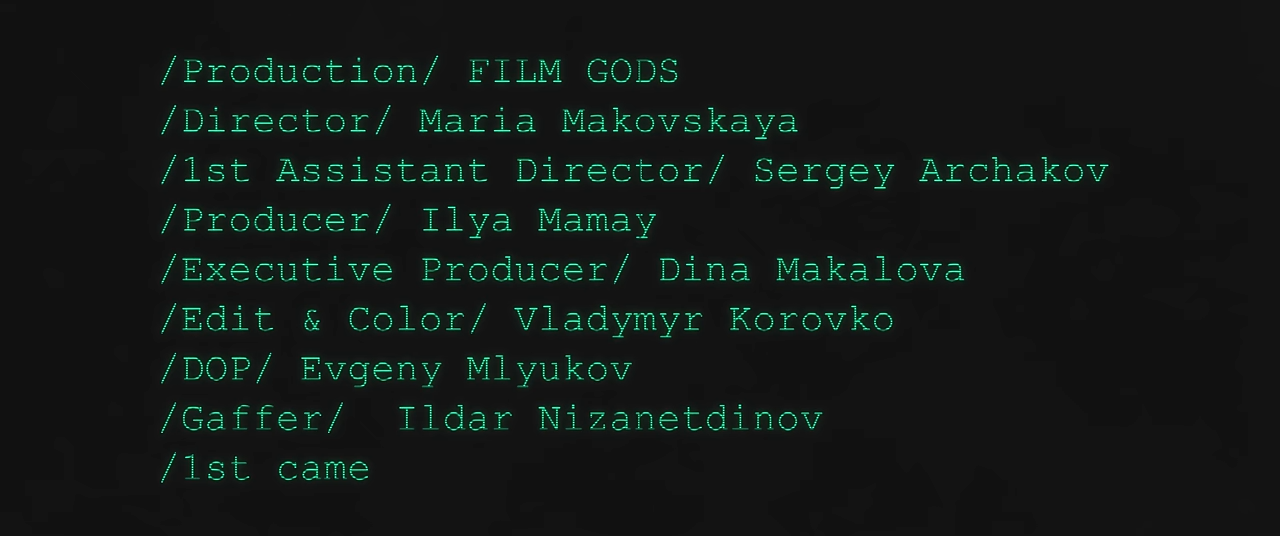 /Production/ FILM GODS
/Director/ Maria Makovskaya
/1st Assistant Director/ Sergey Archakov
/Producer/ Ilya Mamay
/Executive Producer/ Dina Makalova
/Edit & Color/ Vladymyr Korovko
/DOP/ Evgeny Mlyukov
/Gaffer/  Ildar Nizanetdinov
/1st came